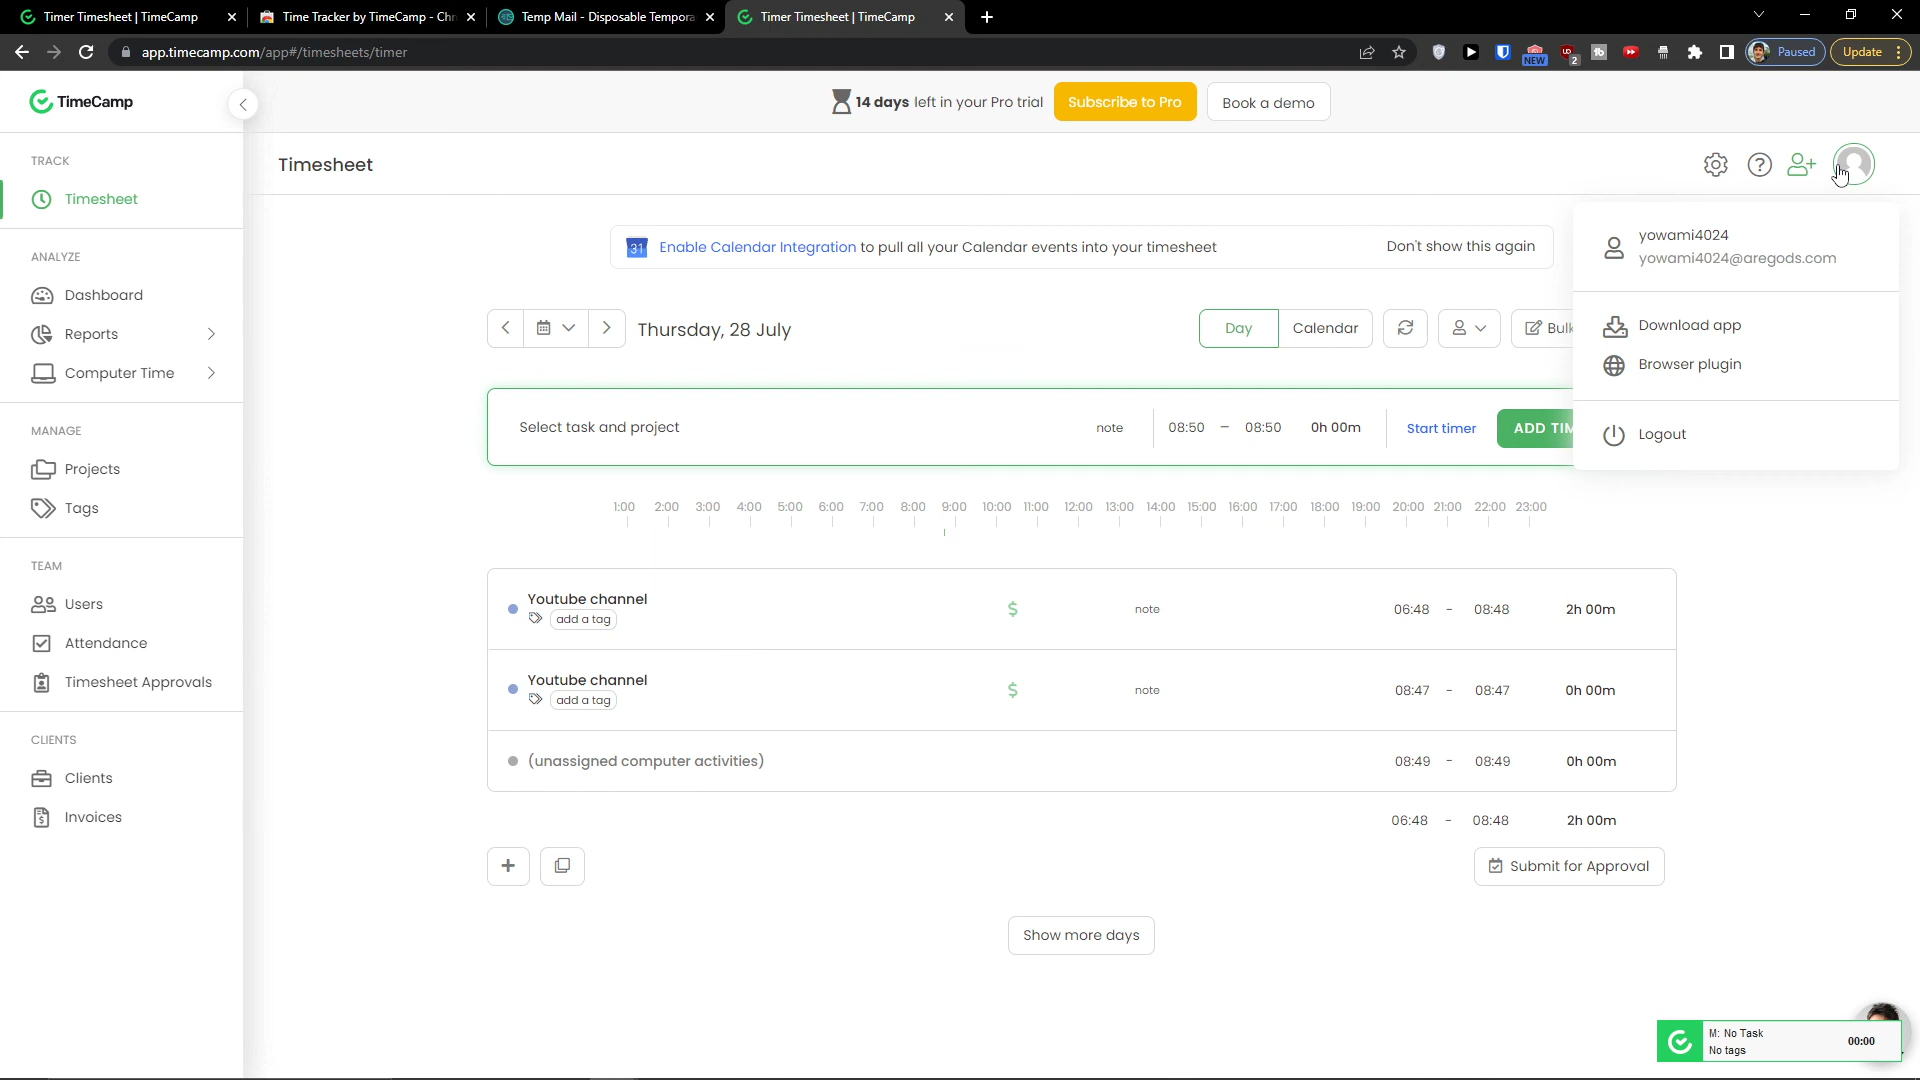 Timer Timesheet | TimeCamp
Time Tracker by TimeCamp - Chr
Temp Mail - Disposable Tempora
Timer Timesheet | TimeCamp
app.timecamp.com/app#/timesheets/timer
NEW
2
Paused
Update
TimeCamp
14 days left in your Pro trial
Subscribe to Pro
Book a demo
TRACK
Timesheet
ANALYZE
Dashboard
Reports
Computer Time
MANAGE
Projects
Tags
TEAM
Users
Attendance
Timesheet Approvals
CLIENTS
Clients
Invoices
Timesheet
yowami4024
yowami4024@aregods.com
Download app
Browser plugin
Logout
31 Enable Calendar Integration to pull all your Calendar events into your timesheet
Don't show this again
Thursday, 28 July
Day
Calendar
Bulk
Select task and project
note
08:50 – 08:50 0h 00m
Start timer
ADD TIM
1:00 2:00 3:00 4:00 5:00 6:00 7:00 8:00 9:00 10:00 11:00 12:00 13:00 14:00 15:00 16:00 17:00 18:00 19:00 20:00 21:00 22:00 23:00
Youtube channel
add a tag
$ note 06:48 - 08:48 2h 00m
Youtube channel
add a tag
$ note 08:47 - 08:47 0h 00m
(unassigned computer activities) 08:49 - 08:49 0h 00m
06:48 - 08:48 2h 00m
Submit for Approval
Show more days
M: No Task
No tags
00:00